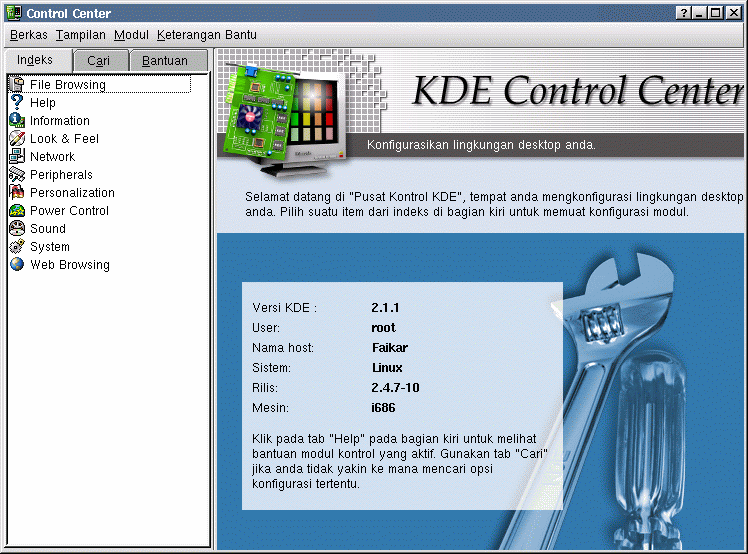 Control Center
Berkas Tampilan Modul Keterangan Bantu
Indeks Cari Bantuan
File Browsing
Help
Information
Look & Feel
Network
Peripherals
Personalization
Power Control
Sound
System
Web Browsing
KDE Control Center
Konfigurasikan lingkungan desktop anda.
Selamat datang di "Pusat Kontrol KDE", tempat anda mengkonfigurasi lingkungan desktop
anda. Pilih suatu item dari indeks di bagian kiri untuk memuat konfigurasi modul.
Versi KDE : 2.1.1
User: root
Nama host: Faikar
Sistem: Linux
Rilis: 2.4.7-10
Mesin: i686
Klik pada tab "Help" pada bagian kiri untuk melihat
bantuan modul kontrol yang aktif. Gunakan tab "Cari"
jika anda tidak yakin ke mana mencari opsi
konfigurasi tertentu.